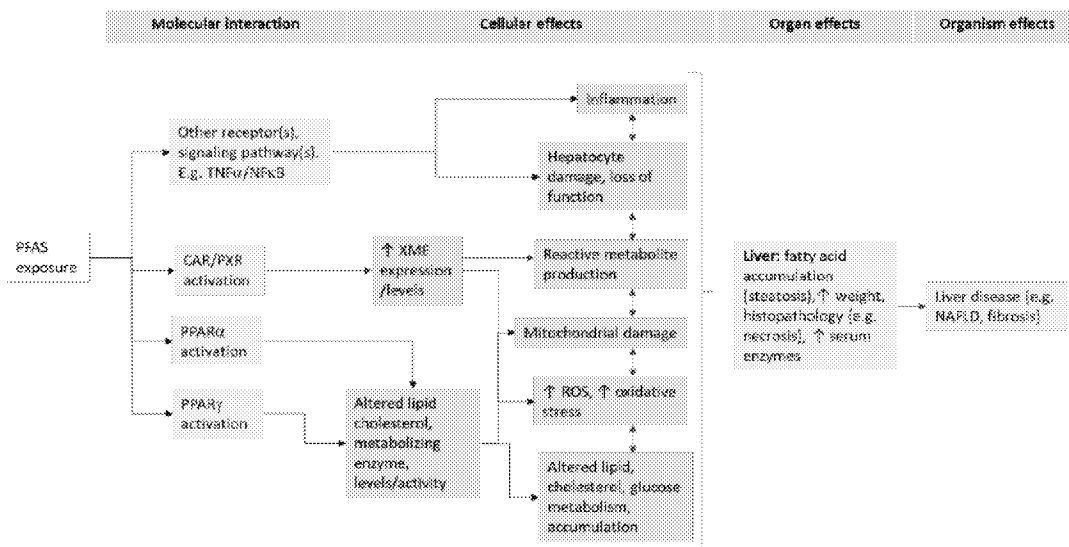 Molecular interaction
Cellular effects
Organ effects
Organism effects
PFAS
exposure
Other receptor(s),
signaling pathway(s).
E.g. TNFα/NFκB
CAR/PXR
activation
PPARα
activation
PPARγ
activation
↑ XME
expression
/levels
Altered lipid
cholesterol,
metabolizing
enzyme,
levels/activity
Inflammation
Hepatocyte
damage, loss of
function
Reactive metabolite
production
Mitochondrial damage
↑ ROS, ↑ oxidative
stress
Altered lipid,
cholesterol, glucose
metabolism,
accumulation
Liver: fatty acid
accumulation
(steatosis),↑ weight,
histopathology (e.g.
necrosis), ↑ serum
enzymes
Liver disease (e.g.
NAFLD, fibrosis)